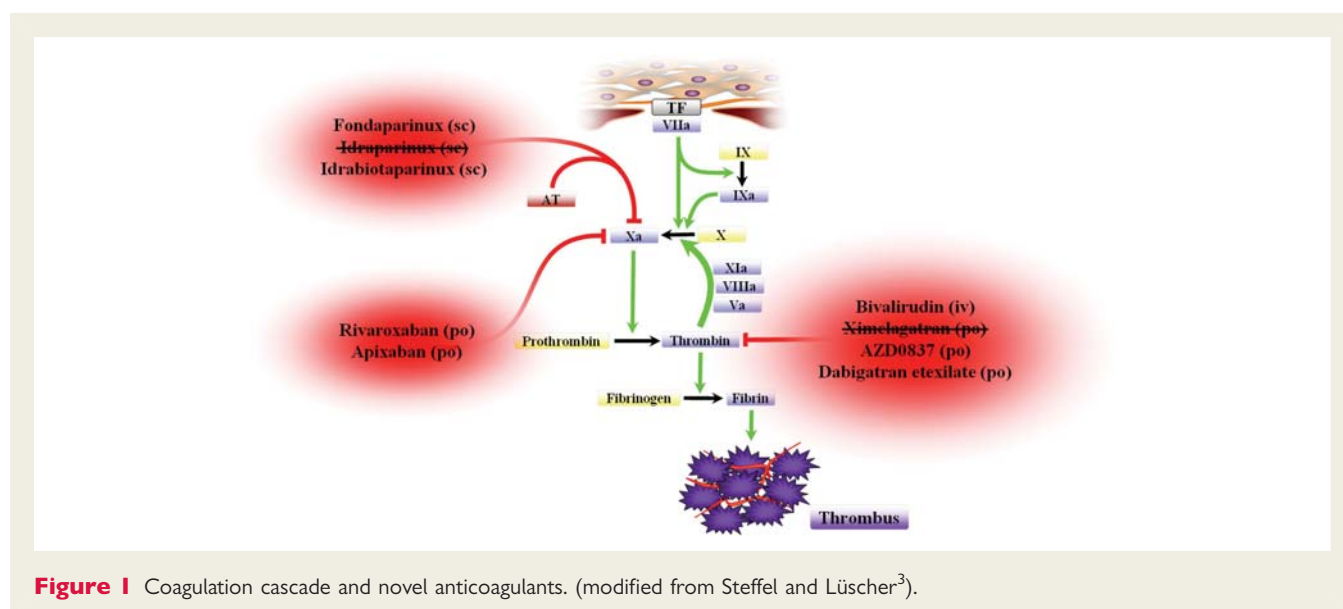 TF
VIIa
Fondaparinux (sc)
Idraparinux (sc)
Idrabiotaparinux (sc)
IX
AT
IXa
Xa
X
XIa
VIIIa
Va
Rivaroxaban (po)
Apixaban (po)
Bivalirudin (iv)
Ximelagatran (po)
AZD0837 (po)
Dabigatran etexilate (po)
Prothrombin
Thrombin
Fibrinogen
Fibrin
Thrombus
Figure 1 Coagulation cascade and novel anticoagulants. (modified from Steffel and Lüscher³).